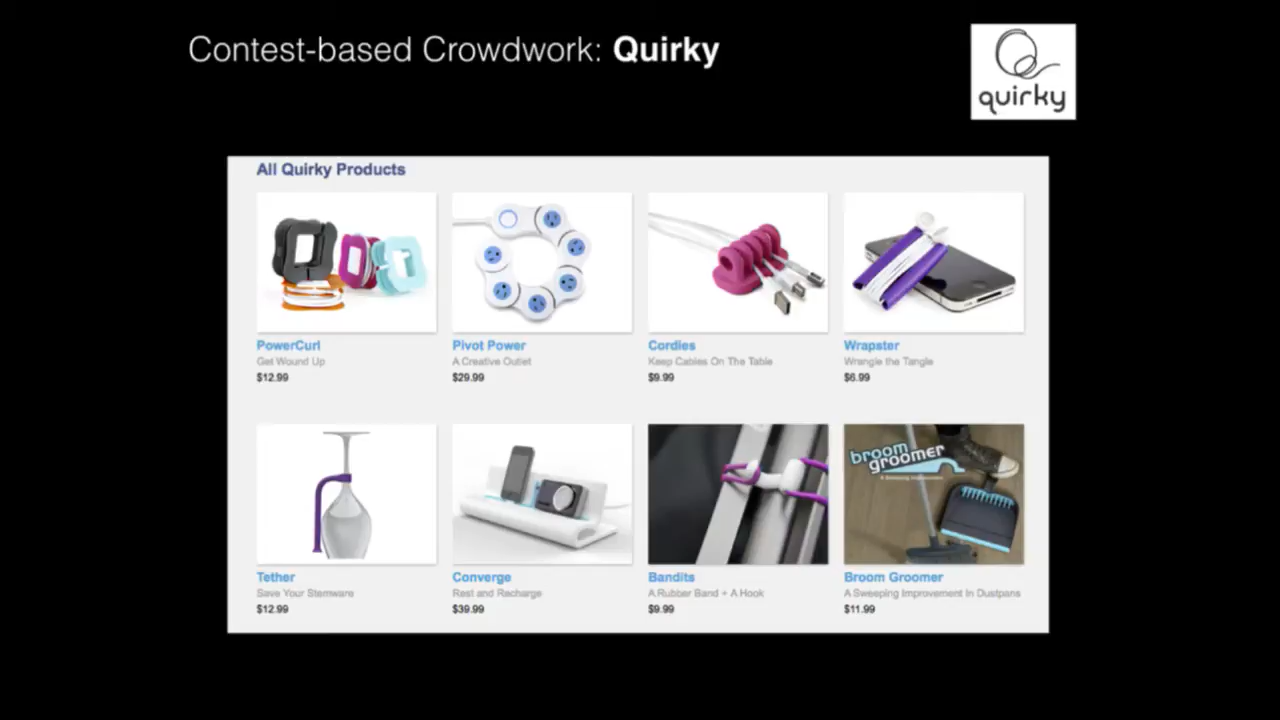 Contest-based Crowdwork: Quirky
quirky
All Quirky Products
PowerCurl
Get Wound Up
$12.99
Pivot Power
A Creative Outlet
$29.99
Cordies
Keep Cables On The Table
$9.99
Wrapster
Wrangle the Tangle
$6.99
broom
groomer
Tether
Save Your Stemware
$12.99
Converge
Rest and Recharge
$39.99
Bandits
A Rubber Band + A Hook
$9.99
Broom Groomer
A Sweeping Improvement In Dustpans
$11.99